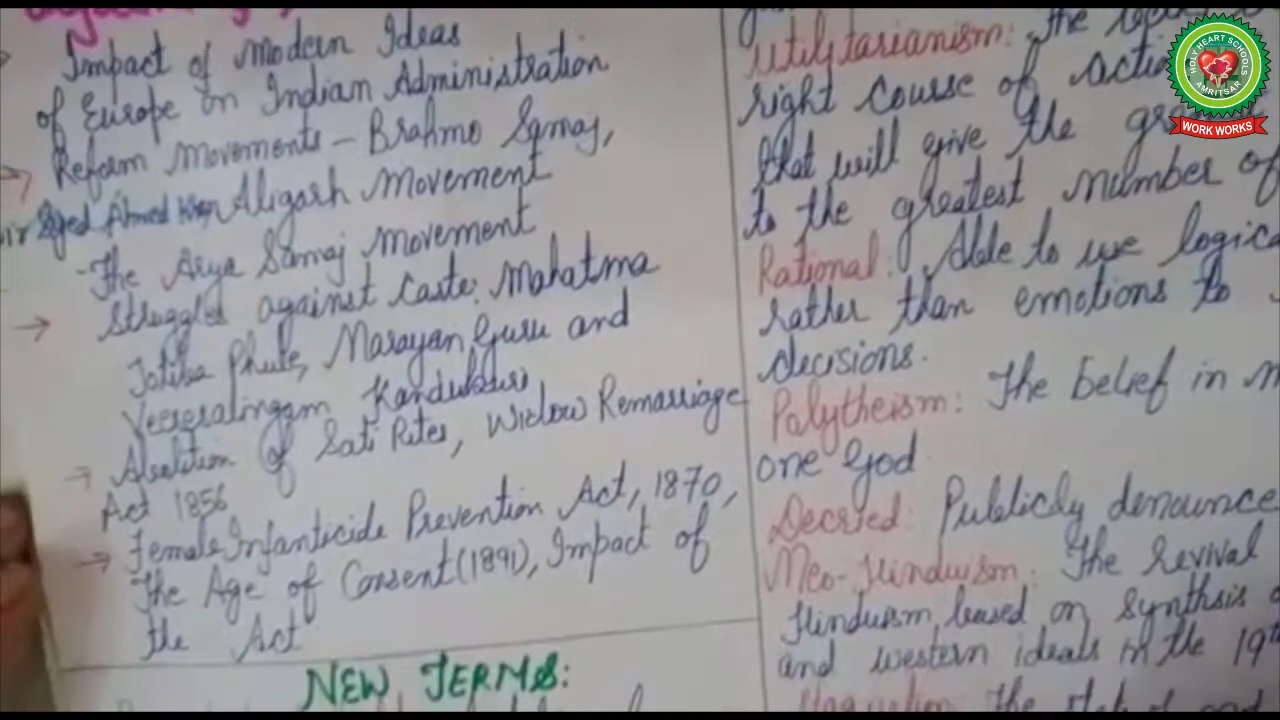 Impact of Modern Ideas
of Europe on Indian Administration
Reform Movements - Brahmo Samaj,
Syed Ahmed Khan Aligarh Movement
-The Arya Samaj Movement
Struggles against Caste: Mahatma
Jotiba Phule, Narayan Guru and
Veeresalingam Kandukuri
Abolition of Sati Rites, Widow Remarriage
Act 1856
Female Infanticide Prevention Act, 1870,
The Age of Consent (1891), Impact of
the Act
NEW TERMS:
Utilitarianism: The
right course of actio
that will give the
to the greatest number of
Rational: Able to use logica
rather than emotions to
decisions.
Polytheism: The belief in m
one God
Decried: Publicly denounce
Neo-Hinduism: The revival
Hinduism based on Synthsis o
and western ideals in the 19th
HOLY HEART SCHOOLS
AMRITSAR
WORK WORKS